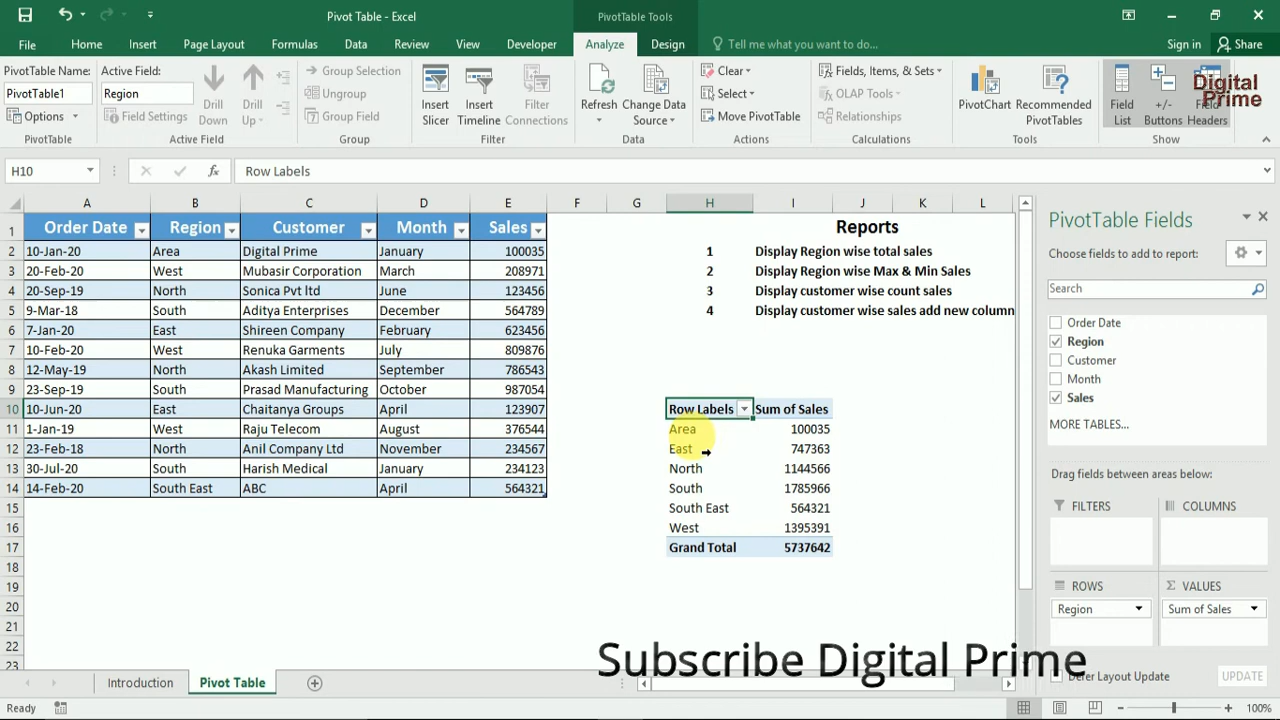 Pivot Table - Excel
PivotTable Tools
File Home Insert Page Layout Formulas Data Review View Developer Analyze Design Tell me what you want to do... Sign in Share
PivotTable Name:
PivotTable1
Options
PivotTable
Active Field:
Region
Field Settings
Drill Down
Drill Up
Active Field
Group Selection
Ungroup
Group Field
Group
Insert Slicer
Insert Timeline
Filter Connections
Filter
Refresh
Change Data Source
Data
Clear
Select
Move PivotTable
Actions
Fields, Items, & Sets
OLAP Tools
Relationships
Calculations
PivotChart
Recommended PivotTables
Tools
Field List
+/- Buttons
Field Headers
Show
Digital
Prime
H10 fx Row Labels
A B C D E F G H I J K L
1 Order Date Region Customer Month Sales Reports
2 10-Jan-20 Area Digital Prime January 100035 1 Display Region wise total sales
3 20-Feb-20 West Mubasir Corporation March 208971 2 Display Region wise Max & Min Sales
4 20-Sep-19 North Sonica Pvt ltd June 123456 3 Display customer wise count sales
5 9-Mar-18 South Aditya Enterprises December 564789 4 Display customer wise sales add new column
6 7-Jan-20 East Shireen Company February 623456
7 10-Feb-20 West Renuka Garments July 809876
8 12-May-19 North Akash Limited September 786543
9 23-Sep-19 South Prasad Manufacturing October 987054
10 10-Jun-20 East Chaitanya Groups April 123907 Row Labels Sum of Sales
11 1-Jan-19 West Raju Telecom August 376544 Area 100035
12 23-Feb-18 North Anil Company Ltd November 234567 East 747363
13 30-Jul-20 South Harish Medical January 234123 North 1144566
14 14-Feb-20 South East ABC April 564321 South 1785966
15 South East 564321
16 West 1395391
17 Grand Total 5737642
18
19
20
21
22
23
PivotTable Fields
Choose fields to add to report:
Search
Order Date
Region
Customer
Month
Sales
MORE TABLES...
Drag fields between areas below:
FILTERS COLUMNS
ROWS Σ VALUES
Region Sum of Sales
Defer Layout Update UPDATE
Subscribe Digital Prime
Introduction Pivot Table
Ready 100%